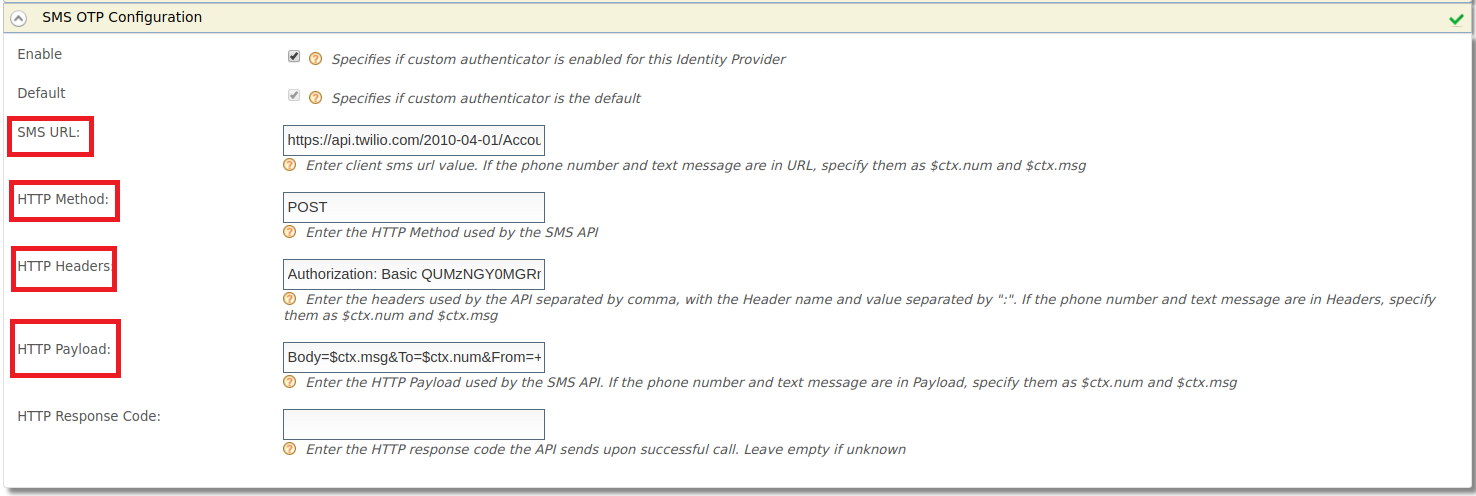 SMS OTP Configuration
Enable
Specifies if custom authenticator is enabled for this Identity Provider
Default
Specifies if custom authenticator is the default
SMS URL:
https://api.twilio.com/2010-04-01/Accou
Enter client sms url value. If the phone number and text message are in URL, specify them as $ctx.num and $ctx.msg
HTTP Method:
POST
Enter the HTTP Method used by the SMS API
HTTP Headers:
Authorization: Basic QUMzNGY0MGRr
Enter the headers used by the API separated by comma, with the Header name and value separated by ":". If the phone number and text message are in Headers, specify
them as $ctx.num and $ctx.msg
HTTP Payload:
Body=$ctx.msg&To=$ctx.num&From=+
Enter the HTTP Payload used by the SMS API. If the phone number and text message are in Payload, specify them as $ctx.num and $ctx.msg
HTTP Response Code:
Enter the HTTP response code the API sends upon successful call. Leave empty if unknown